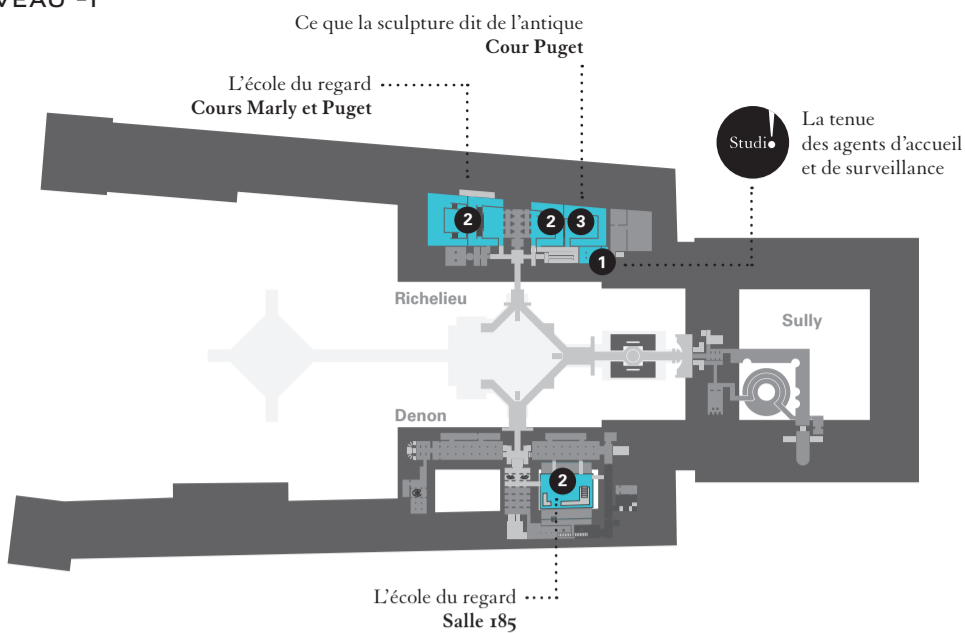 VEAU -1
Ce que la sculpture dit de l'antique
Cour Puget
L'école du regard
Cours Marly et Puget
Studi
La tenue
des agents d'accueil
et de surveillance
2
2
3
1
Richelieu
Sully
Denon
2
L'école du regard
Salle 185